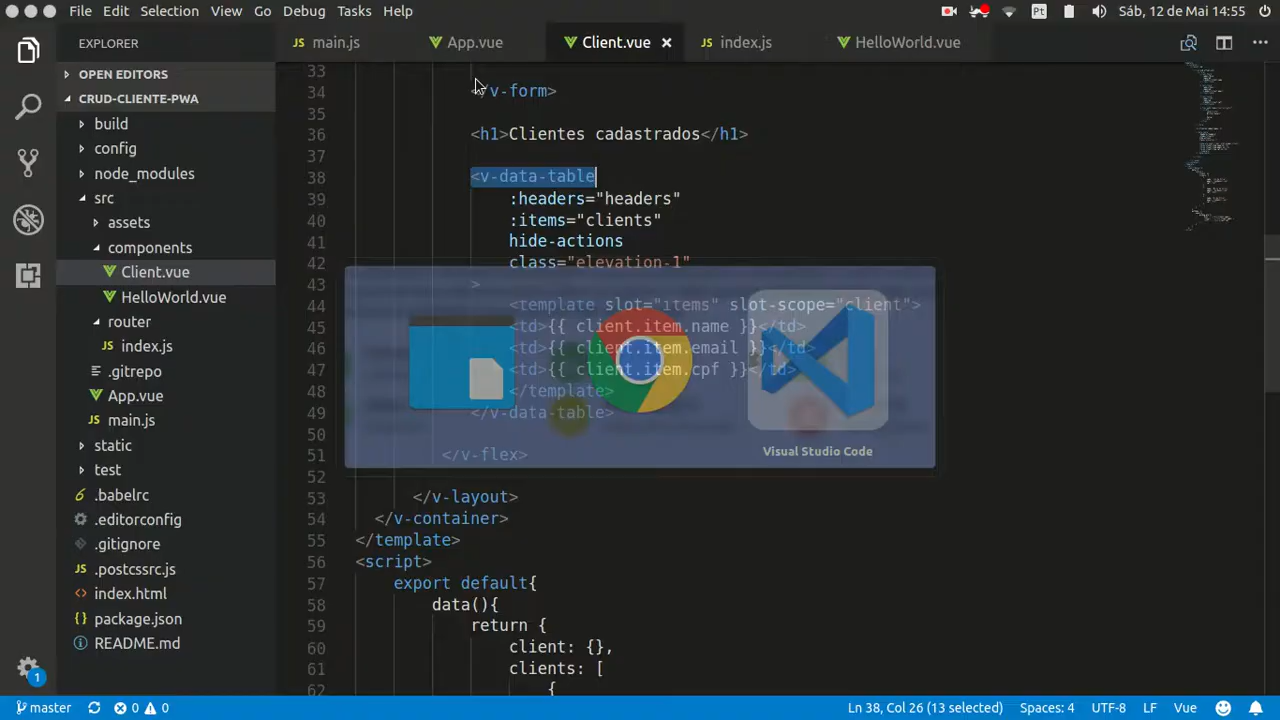 File Edit Selection View Go Debug Tasks Help Pt Sáb, 12 de Mai 14:55
EXPLORER
main.js App.vue Client.vue × index.js HelloWorld.vue
OPEN EDITORS
CRUD-CLIENTE-PWA
build
config
node_modules
src
assets
components
Client.vue
HelloWorld.vue
router
index.js
.gitrepo
App.vue
main.js
static
test
.babelrc
.editorconfig
.gitignore
.postcssrc.js
index.html
package.json
README.md
33
34 </v-form>
35
36 <h1>Clientes cadastrados</h1>
37
38 <v-data-table
39 :headers="headers"
40 :items="clients"
41 hide-actions
42 class="elevation-1"
43 >
44 <template slot="items" slot-scope="client">
45 <td>{{ client.item.name }}</td>
46 <td>{{ client.item.email }}</td>
47 <td>{{ client.item.cpf }}</td>
48 </template>
49 </v-data-table>
50
51 </v-flex>
52
53 </v-layout>
54 </v-container>
55 </template>
56 <script>
57 export default{
58 data(){
59 return {
60 client: {},
61 clients: [
62 {
Visual Studio Code
1
master 0 0 Ln 38, Col 26 (13 selected) Spaces: 4 UTF-8 LF Vue